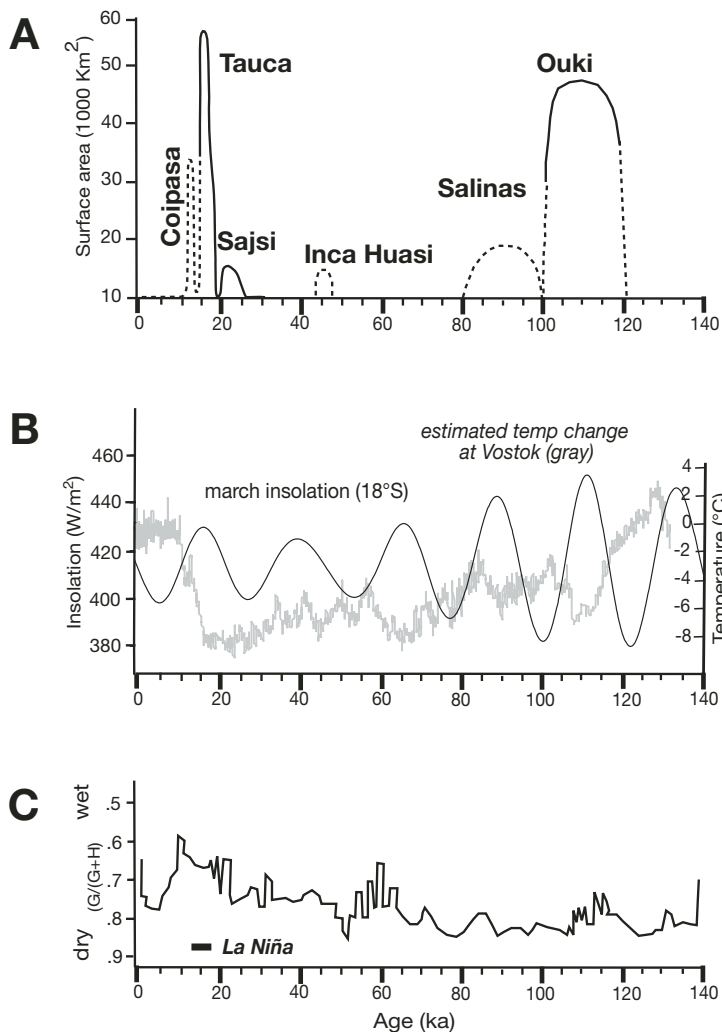 A
Surface area (1000 Km²)
60
50
40
30
20
10
Coipasa
Tauca
Sajsi
Inca Huasi
Salinas
Ouki
0 20 40 60 80 100 120 140
B
Insolation (W/m²)
460
440
420
400
380
march insolation (18°S)
estimated temp change
at Vostok (gray)
4
2
0
-2
-4
-6
-8
Temperature (°C)
0 20 40 60 80 100 120 140
C
dry (G/(G+H) wet
.5
.6
.7
.8
.9
La Niña
0 20 40 60 80 100 120 140
Age (ka)